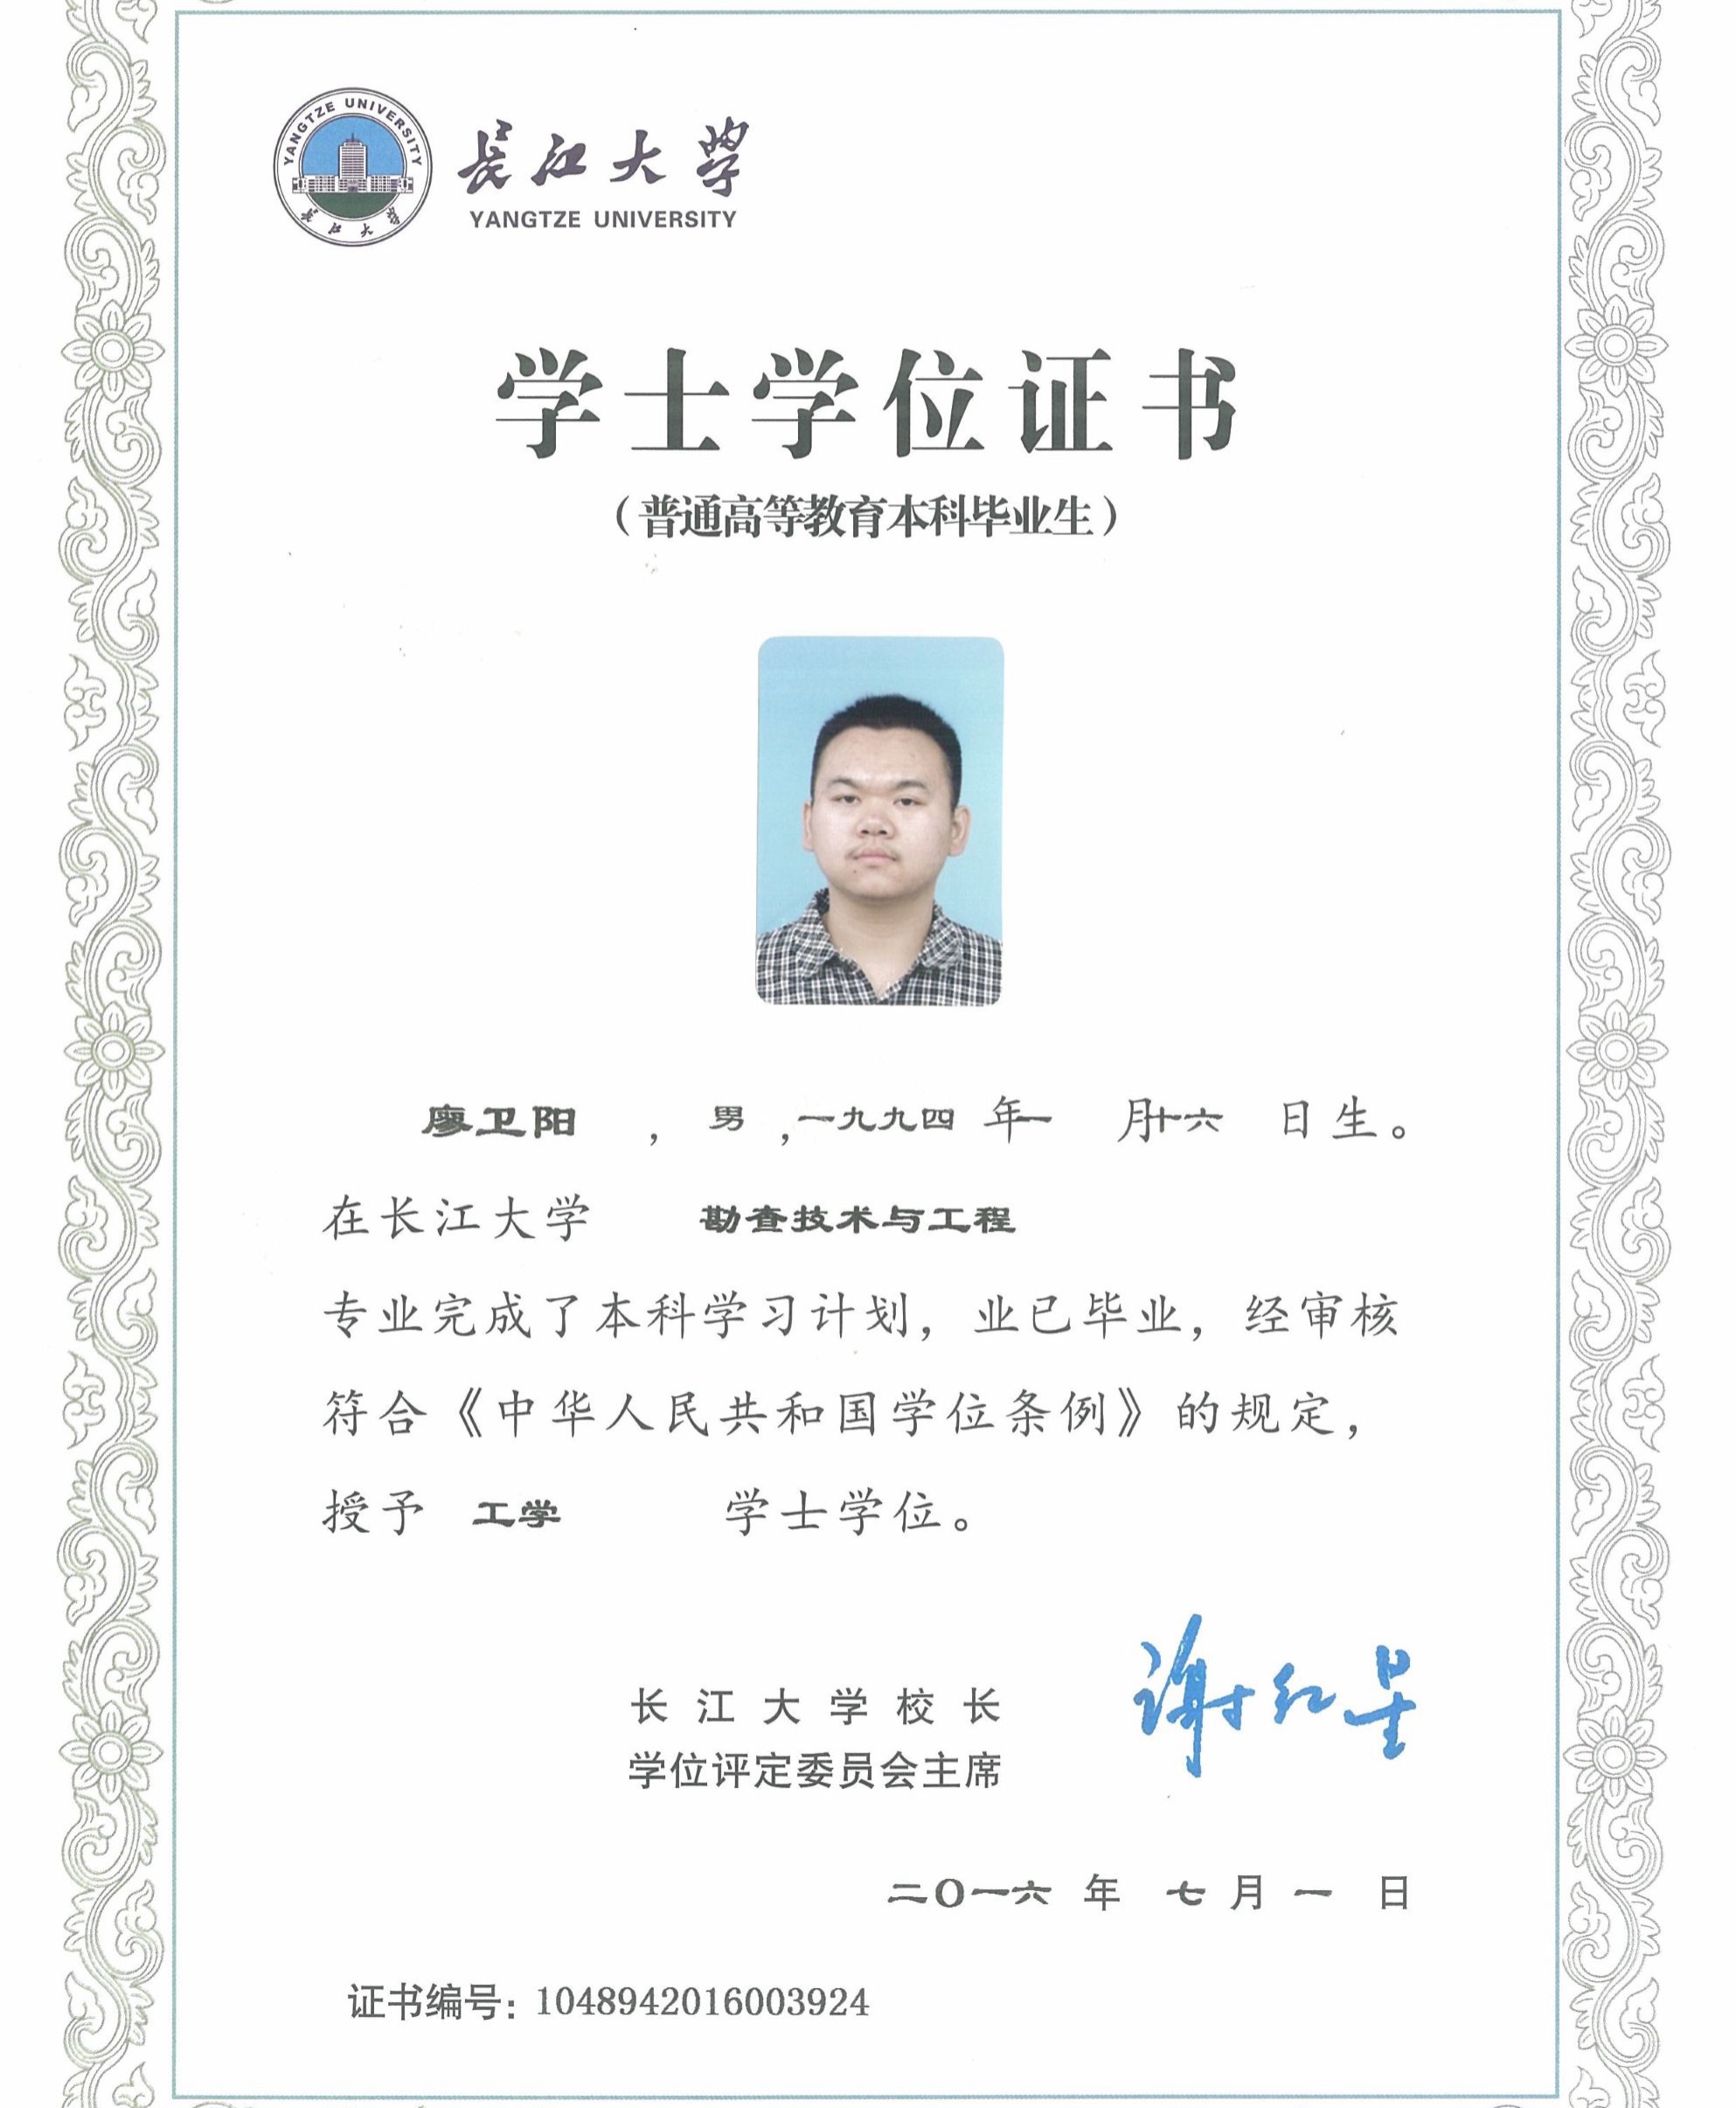 YANGTZE UNIVERSITY
长江大学
长江大学
YANGTZE UNIVERSITY
学士学位证书
（普通高等教育本科毕业生）
廖卫阳，男，一九九四年一月十六日生。
在长江大学 勘查技术与工程
专业完成了本科学习计划，业已毕业，经审核
符合《中华人民共和国学位条例》的规定，
授予 工学 学士学位。
长江大学校长
谢红星
学位评定委员会主席
二〇一六年七月一日
证书编号：1048942016003924